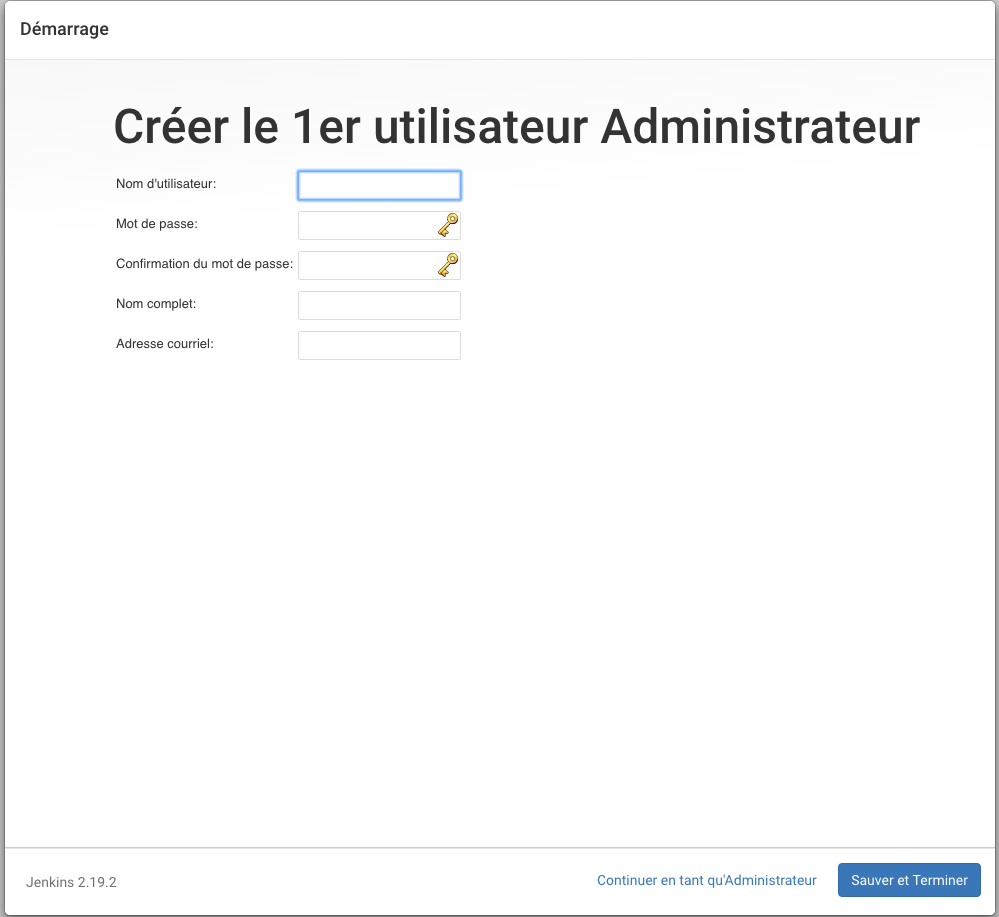 Démarrage
Créer le 1er utilisateur Administrateur
Nom d'utilisateur:
Mot de passe:
Confirmation du mot de passe:
Nom complet:
Adresse courriel:
Jenkins 2.19.2
Continuer en tant qu'Administrateur
Sauver et Terminer